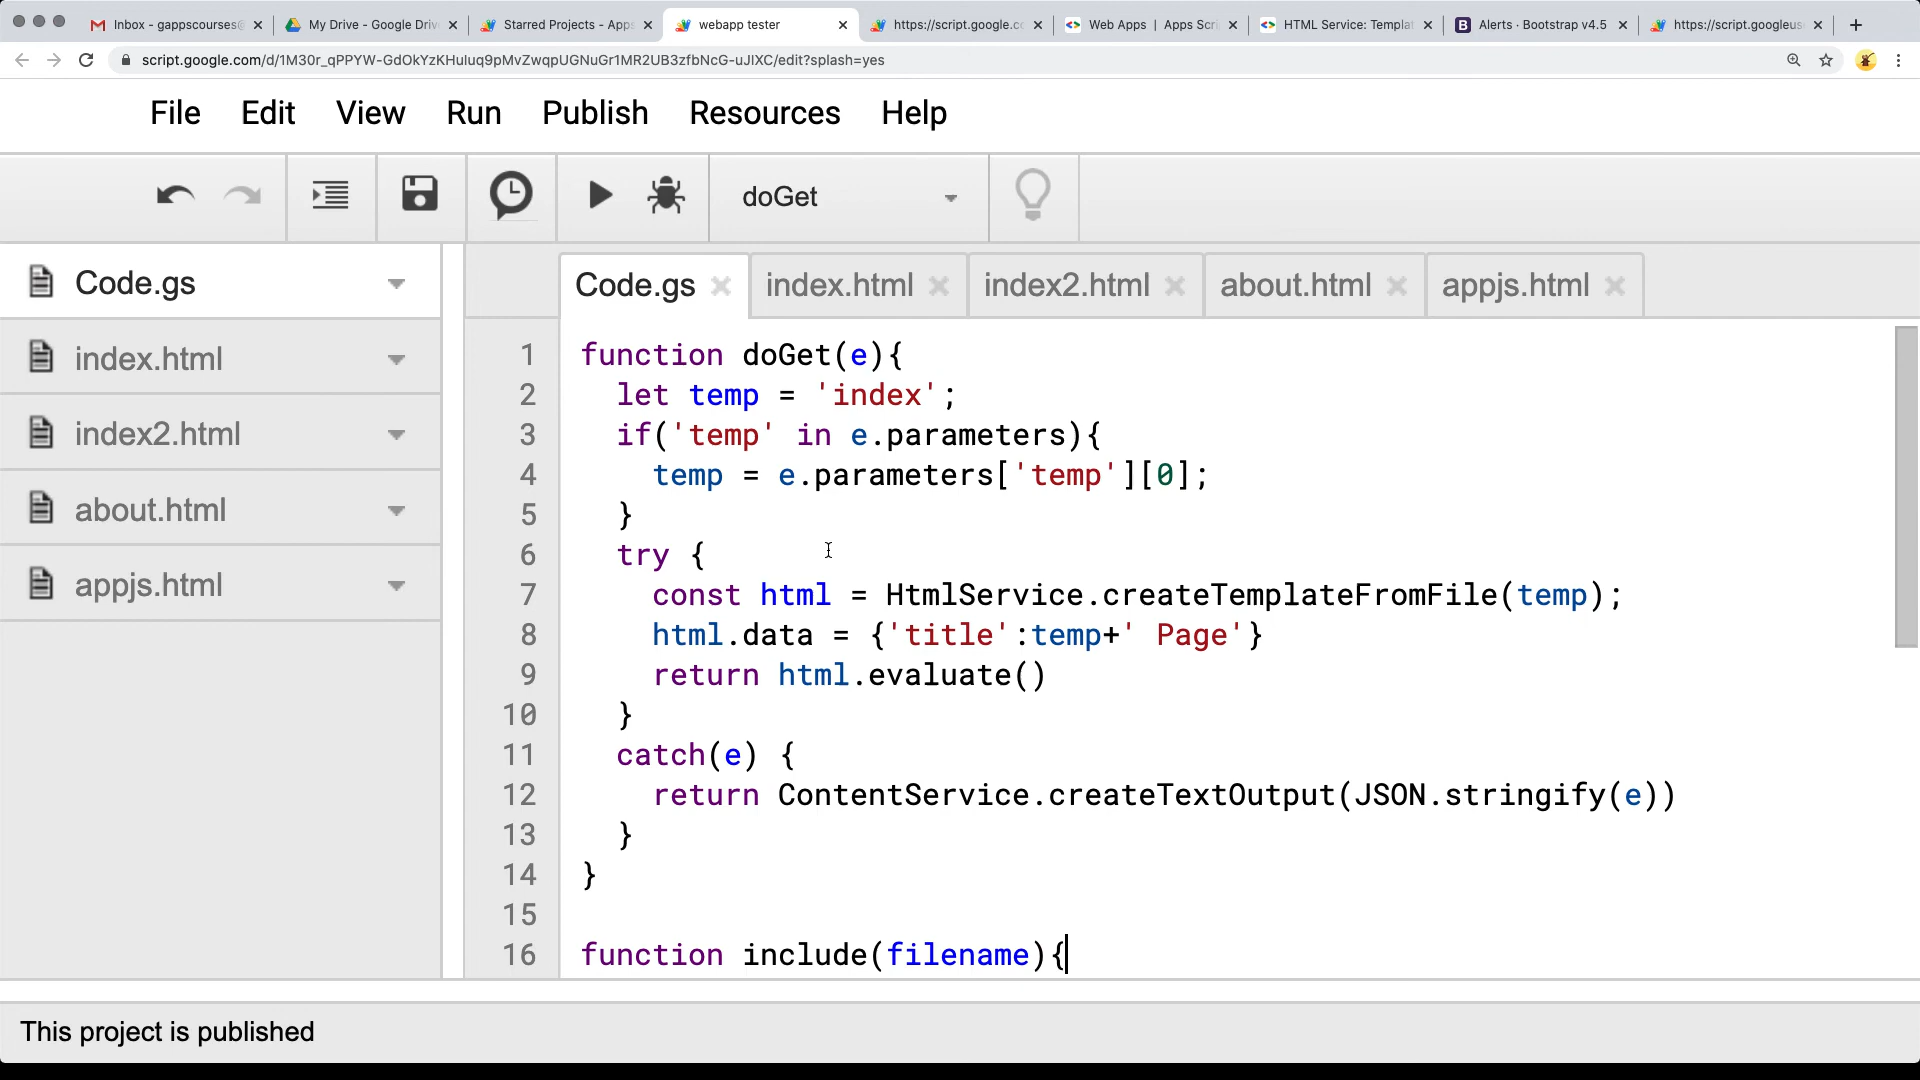 Inbox - gappscourses@
My Drive - Google Driv
Starred Projects - Apps
webapp tester
https://script.google.co
Web Apps | Apps Scri
HTML Service: Templat
Alerts · Bootstrap v4.5
https://script.googleus
script.google.com/d/1M30r_qPPYW-GdOkYzKHuluq9pMvZwqpUGNuGr1MR2UB3zfbNcG-uJlXC/edit?splash=yes
File Edit View Run Publish Resources Help
doGet
Code.gs
index.html
index2.html
about.html
appjs.html
Code.gs index.html index2.html about.html appjs.html
1 function doGet(e){
2 let temp = 'index';
3 if('temp' in e.parameters){
4 temp = e.parameters['temp'][0];
5 }
6 try {
7 const html = HtmlService.createTemplateFromFile(temp);
8 html.data = {'title':temp+' Page'}
9 return html.evaluate()
10 }
11 catch(e) {
12 return ContentService.createTextOutput(JSON.stringify(e))
13 }
14 }
15
16 function include(filename){
This project is published